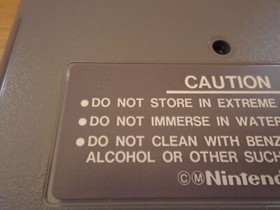 CAUTION
●DO NOT STORE IN EXTREME
●DO NOT IMMERSE IN WATER
●DO NOT CLEAN WITH BENZ
ALCOHOL OR OTHER SUCH
©ⓂNintend